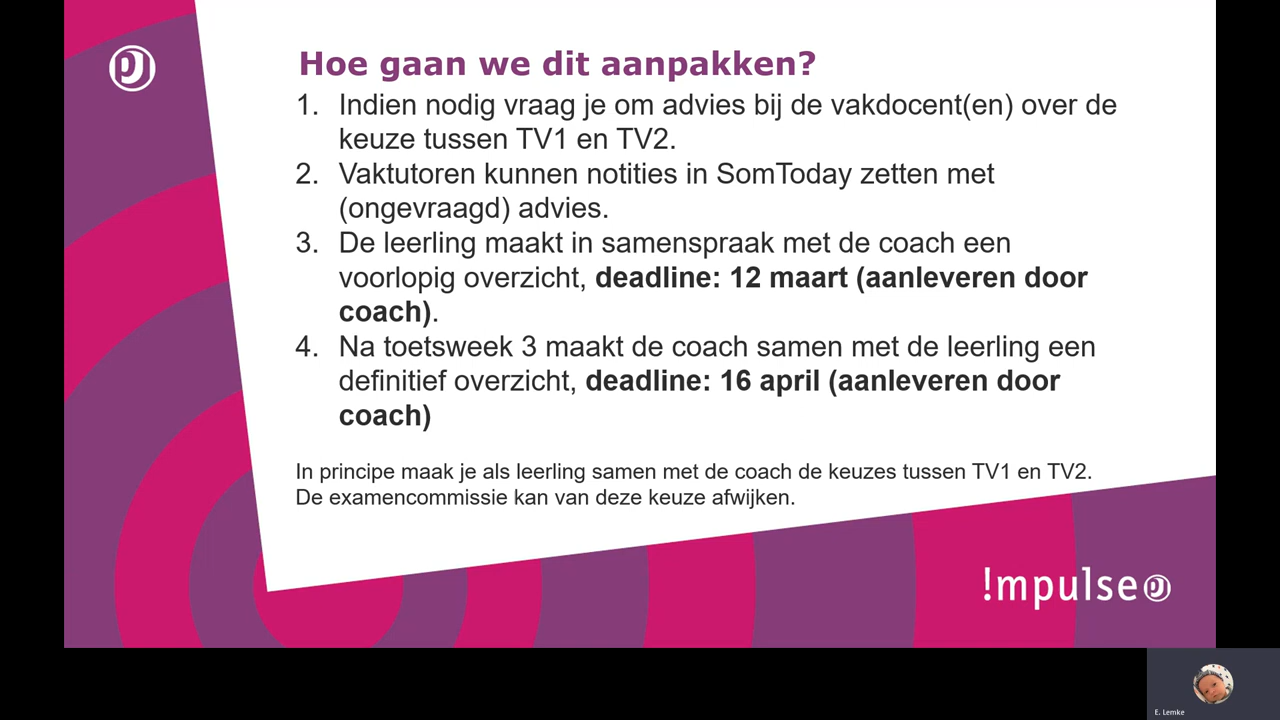 Hoe gaan we dit aanpakken?
1. Indien nodig vraag je om advies bij de vakdocent(en) over de
keuze tussen TV1 en TV2.
2. Vaktutoren kunnen notities in SomToday zetten met
(ongevraagd) advies.
3. De leerling maakt in samenspraak met de coach een
voorlopig overzicht, deadline: 12 maart (aanleveren door
coach).
4. Na toetsweek 3 maakt de coach samen met de leerling een
definitief overzicht, deadline: 16 april (aanleveren door
coach)
In principe maak je als leerling samen met de coach de keuzes tussen TV1 en TV2.
De examencommissie kan van deze keuze afwijken.
!mpulse
E. Lemke